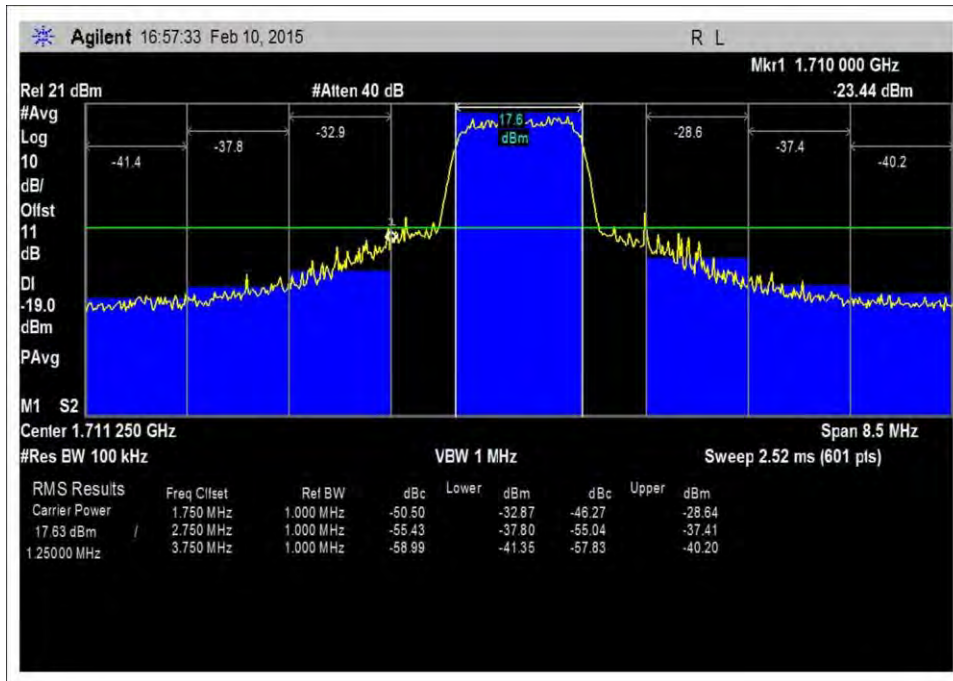 Agilent 16:57:33 Feb 10, 2015 R L
Mkr1 1.710 000 GHz
Rel 21 dBm #Atten 40 dB -23.44 dBm
#Avg
Log
10
dB/
Offst
11
dB
DI
-19.0
dBm
PAvg
M1 S2
17.6
dBm
-41.4 -37.8 -32.9 -28.6 -37.4 -40.2
1
Center 1.711 250 GHz Span 8.5 MHz
#Res BW 100 kHz VBW 1 MHz Sweep 2.52 ms (601 pts)
RMS Results Freq Clfset Ref BW dBc Lower dBm dBc Upper dBm
Carrier Power 1.750 MHz 1.000 MHz -50.50 -32.87 -46.27 -28.64
17.63 dBm / 2.750 MHz 1.000 MHz -55.43 -37.80 -55.04 -37.41
1.25000 MHz 3.750 MHz 1.000 MHz -58.99 -41.35 -57.83 -40.20